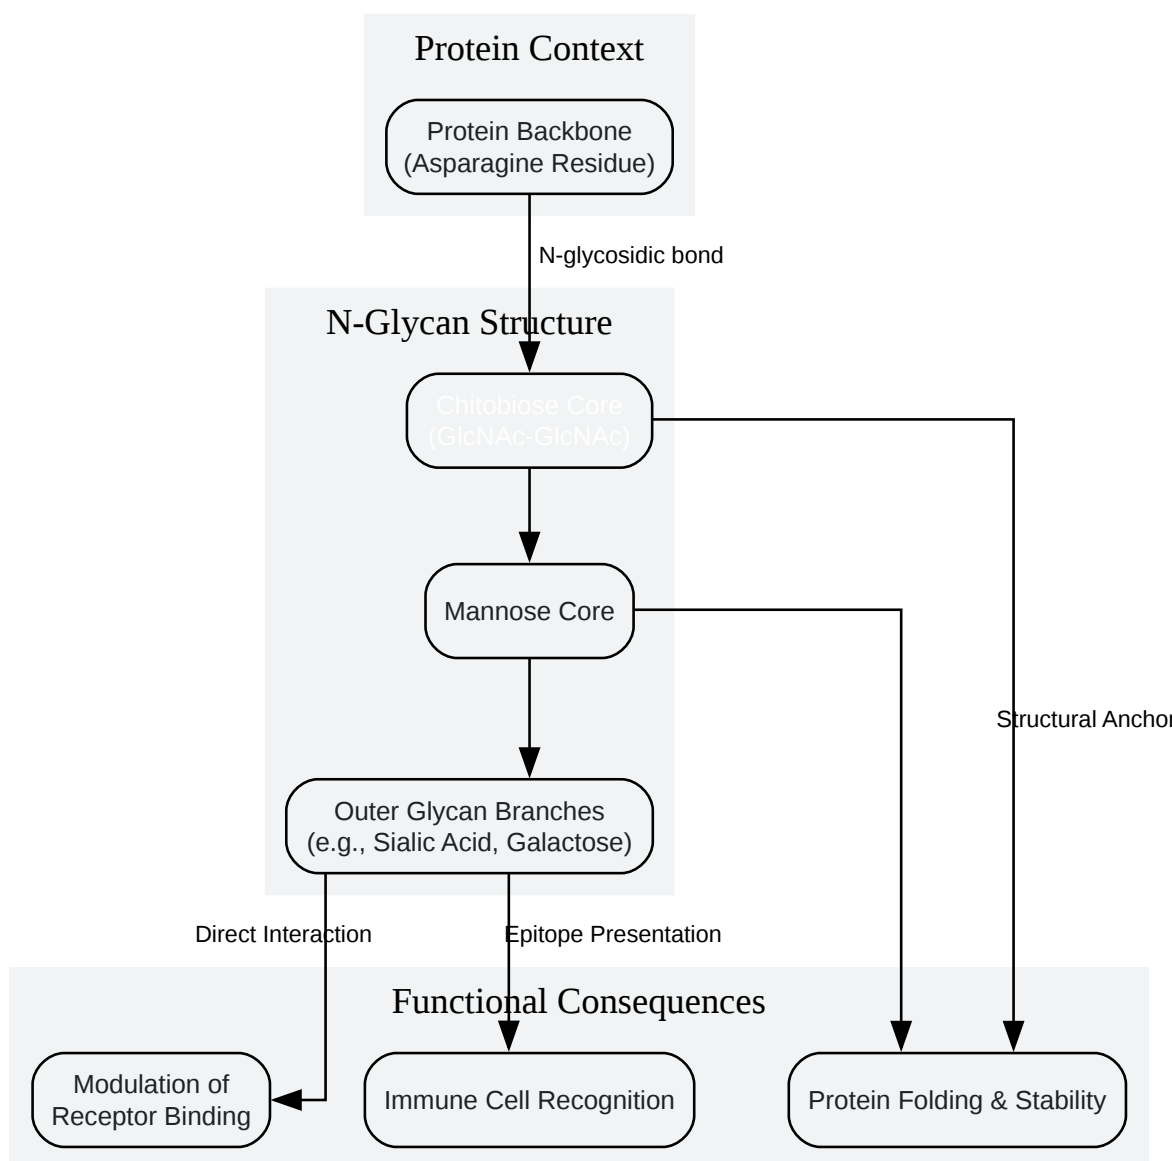 Protein Context
Protein Backbone
(Asparagine Residue)
N-glycosidic bond
N-Glycan Structure
Chitobiose Core
(GlcNAc-GlcNAc)
Mannose Core
Structural Anchor
Outer Glycan Branches
(e.g., Sialic Acid, Galactose)
Direct Interaction
Epitope Presentation
Functional Consequences
Modulation of
Receptor Binding
Immune Cell Recognition
Protein Folding & Stability